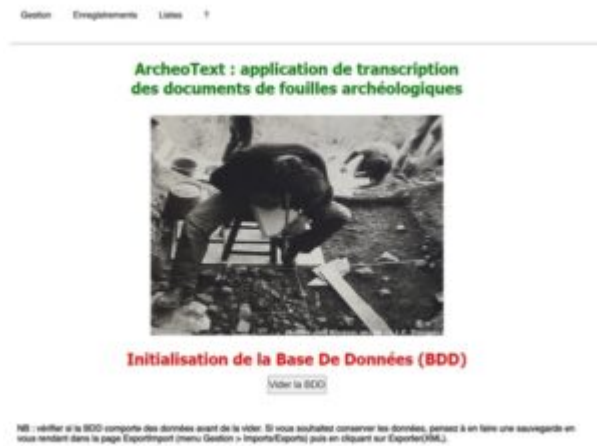 Gestion Enregistrements Listes ?
ArcheoText : application de transcription
des documents de fouilles archéologiques
Initialisation de la Base De Données (BDD)
Vider la BDD
NB : vérifier si la BDD comporte des données avant de la vider. Si vous souhaitez conserver les données, pensez à en faire une sauvegarde en
vous rendant dans la page ExportImport (menu Gestion > Imports/Exports) puis en cliquant sur Exporter(XML).